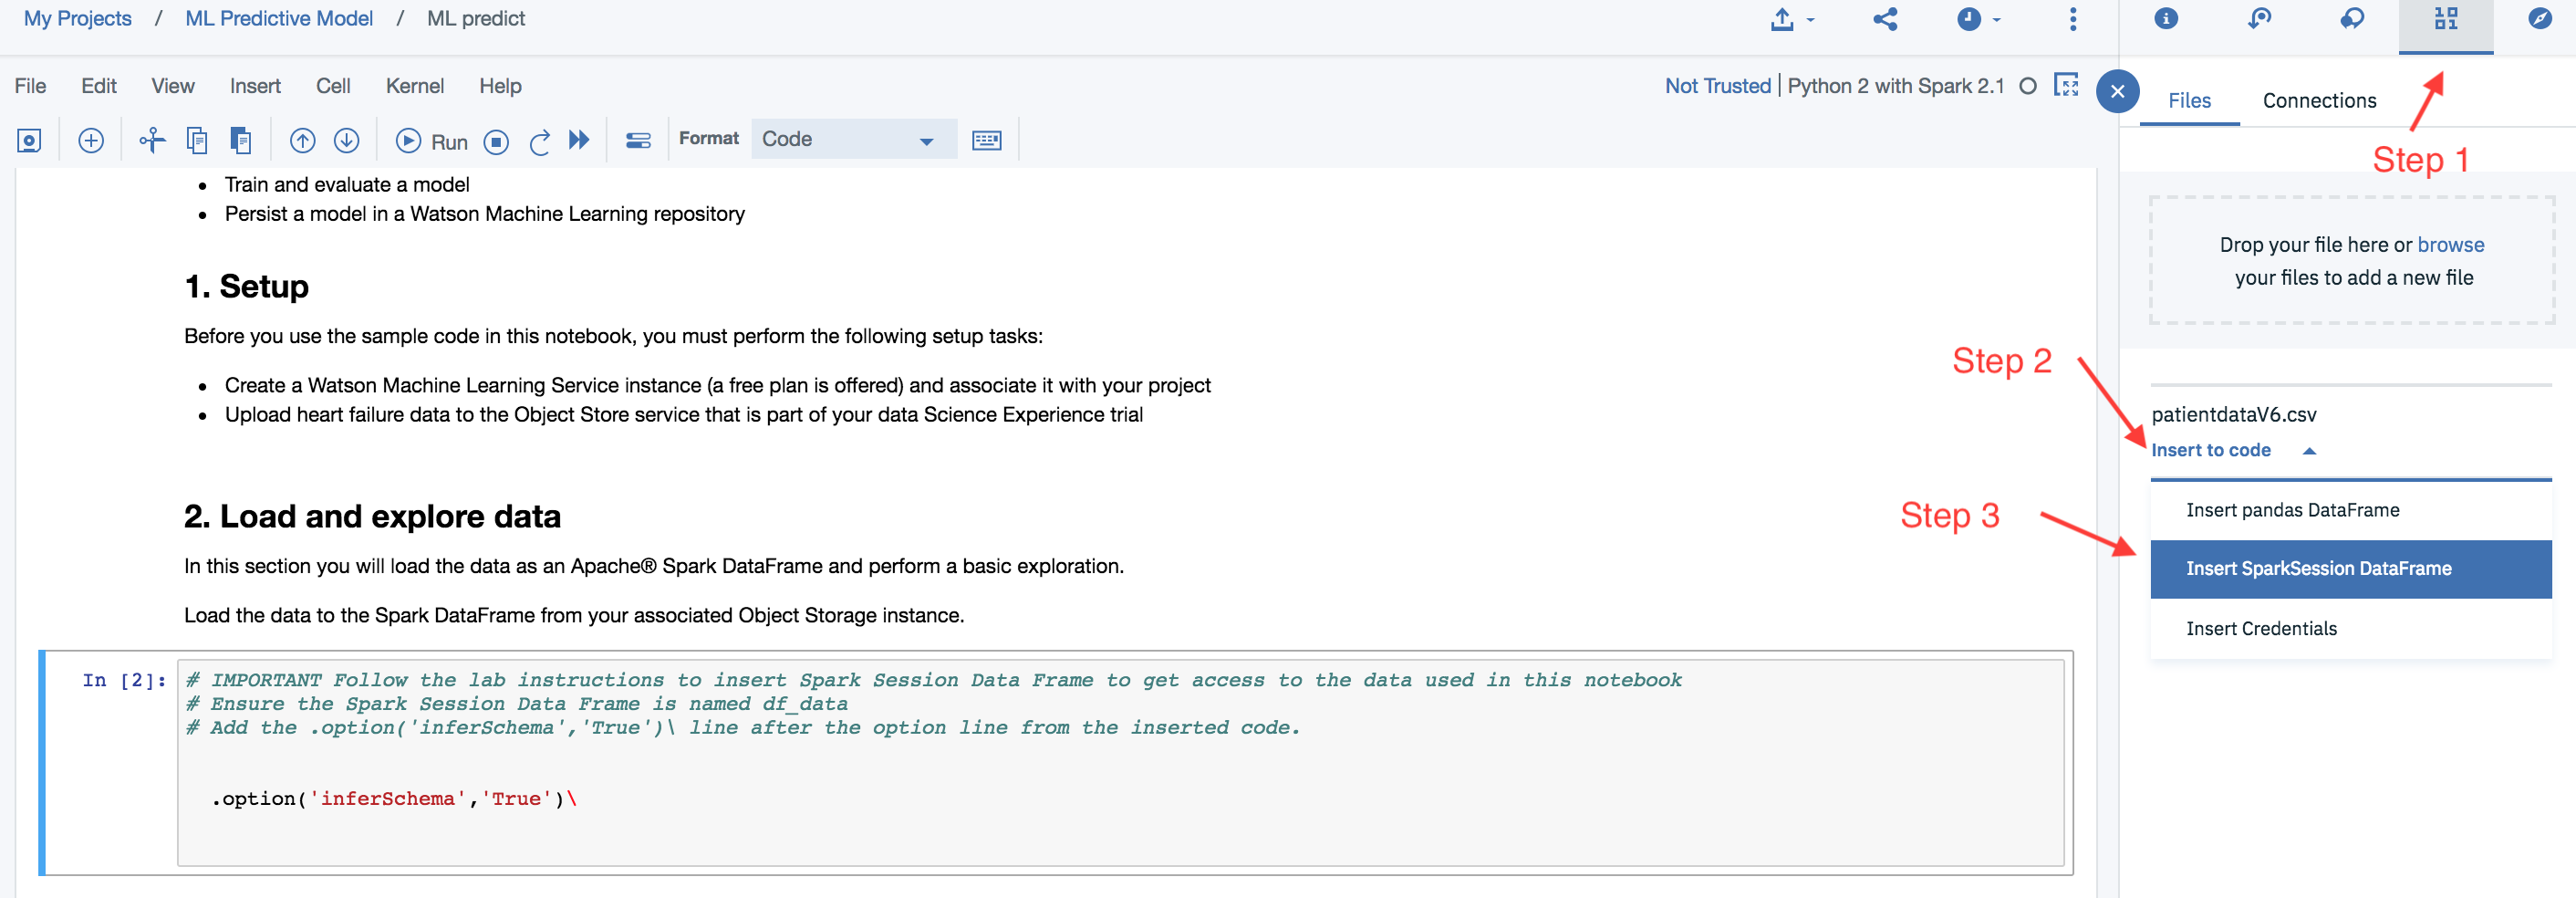 My Projects / ML Predictive Model / ML predict
File Edit View Insert Cell Kernel Help
Not Trusted | Python 2 with Spark 2.1
Run
Format Code
Files Connections
Step 1
• Train and evaluate a model
• Persist a model in a Watson Machine Learning repository
Drop your file here or browse
your files to add a new file
1. Setup
Before you use the sample code in this notebook, you must perform the following setup tasks:
Step 2
• Create a Watson Machine Learning Service instance (a free plan is offered) and associate it with your project
• Upload heart failure data to the Object Store service that is part of your data Science Experience trial
patientdataV6.csv
Insert to code
Step 3
Insert pandas DataFrame
Insert SparkSession DataFrame
Insert Credentials
2. Load and explore data
In this section you will load the data as an Apache® Spark DataFrame and perform a basic exploration.
Load the data to the Spark DataFrame from your associated Object Storage instance.
In [2]:
# IMPORTANT Follow the lab instructions to insert Spark Session Data Frame to get access to the data used in this notebook
# Ensure the Spark Session Data Frame is named df_data
# Add the .option('inferSchema','True')\ line after the option line from the inserted code.
.option('inferSchema','True')\